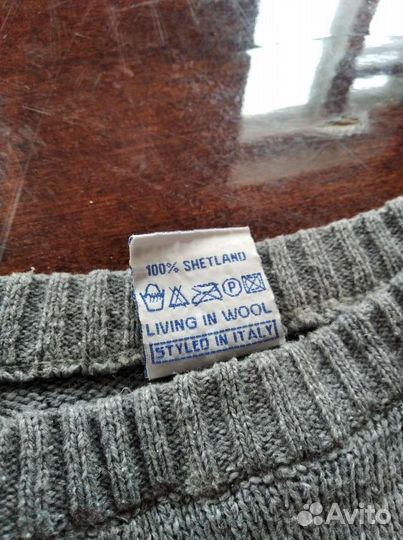 100% SHETLAND
P
LIVING IN WOOL
STYLED IN ITALY
Avito